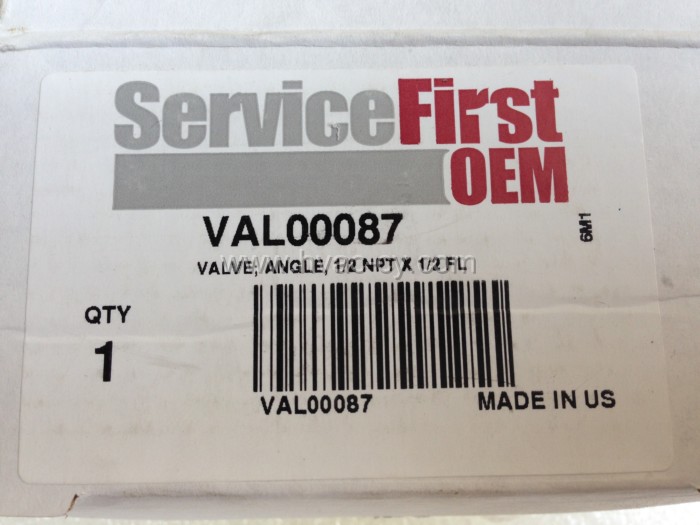 ServiceFirst
OEM
VAL00087
6M1
VALVE; ANGLE, 1/2 NPT X 1/2 FL
QTY
1
VAL00087
MADE IN US